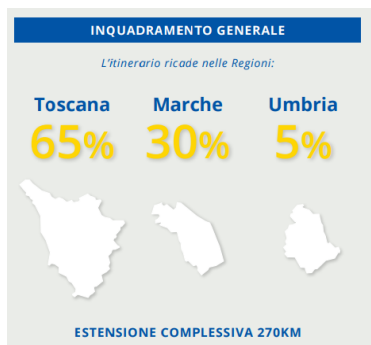 INQUADRAMENTO GENERALE
L'itinerario ricade nelle Regioni:
Toscana Marche Umbria
65% 30% 5%
ESTENSIONE COMPLESSIVA 270KM